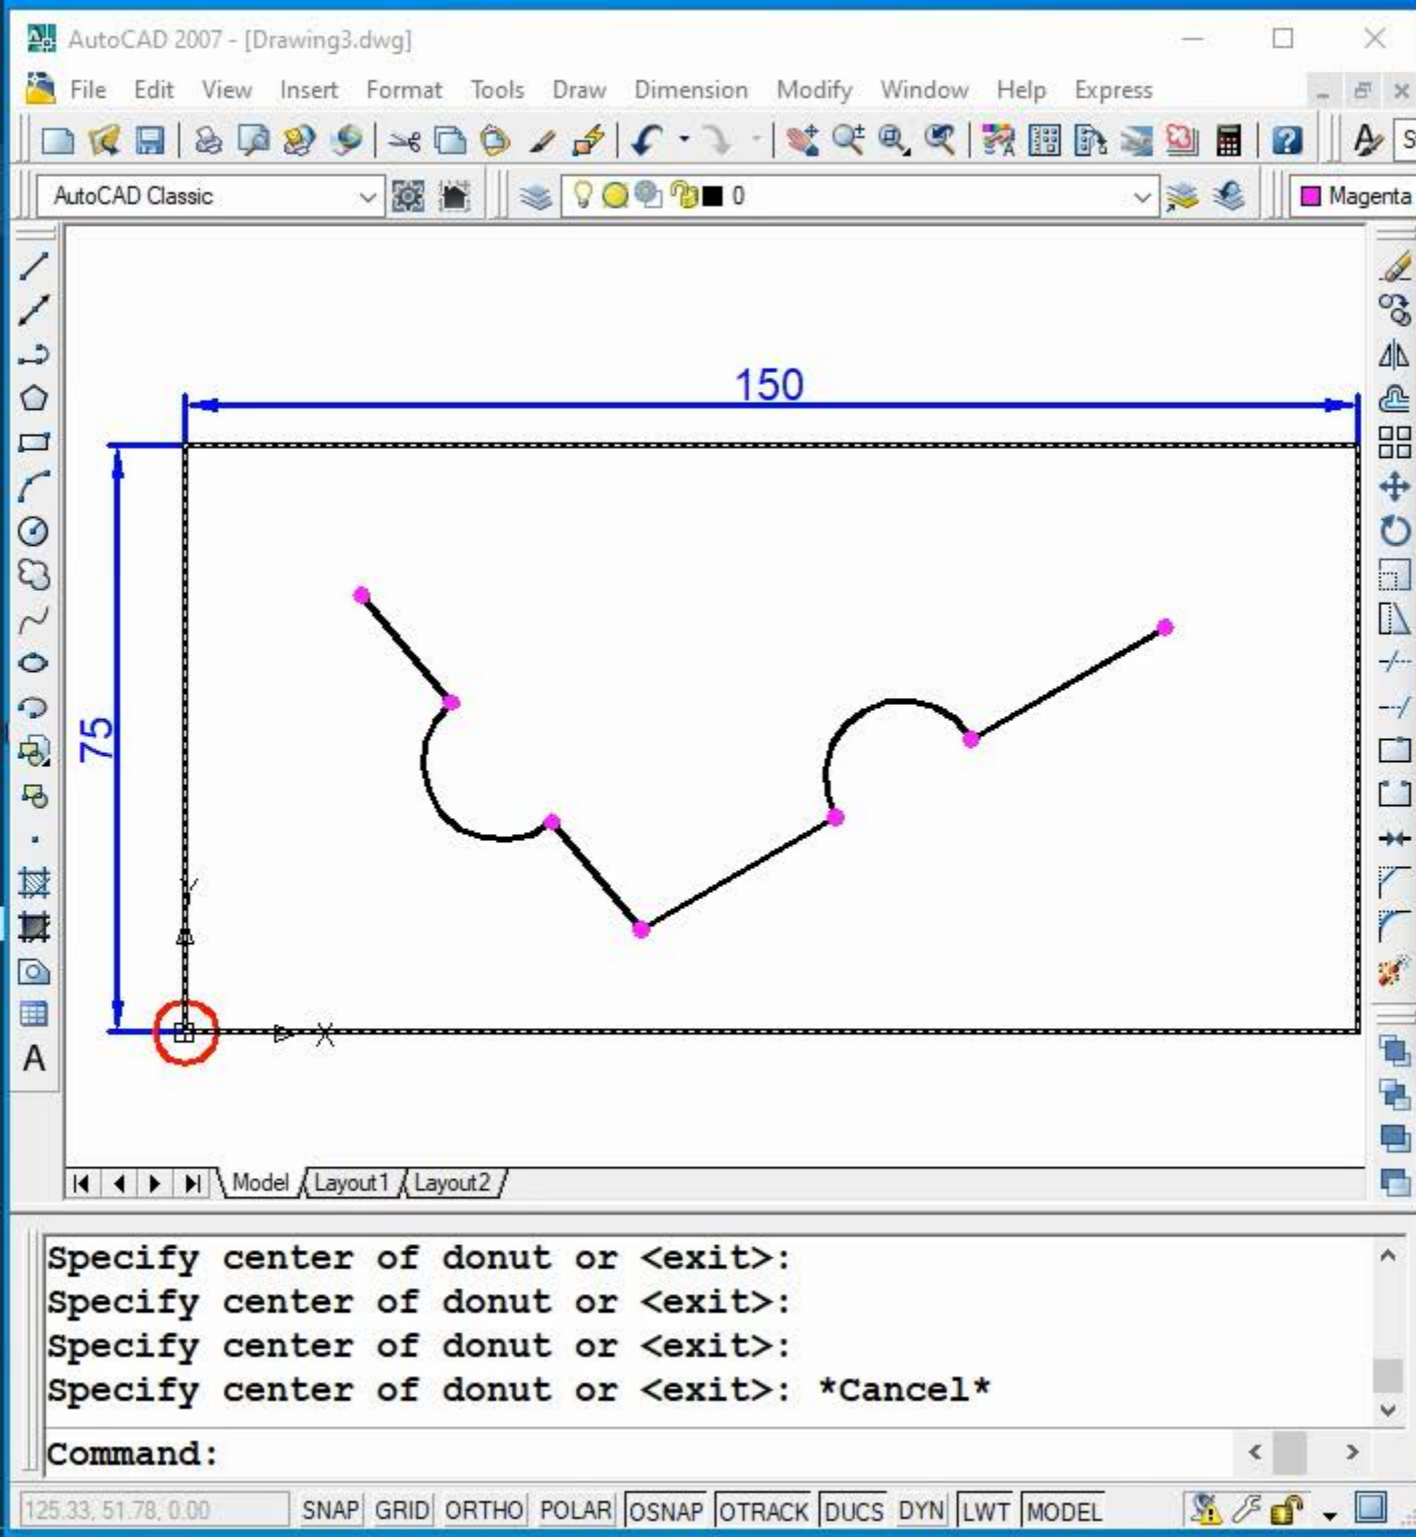 AutoCAD 2007 - [Drawing3.dwg]
File Edit View Insert Format Tools Draw Dimension Modify Window Help Express
A S
AutoCAD Classic 0 Magenta
150
75
Y
X
A
Model Layout1 Layout2
Specify center of donut or <exit>:
Specify center of donut or <exit>:
Specify center of donut or <exit>:
Specify center of donut or <exit>: *Cancel*
Command:
125.33, 51.78, 0.00 SNAP GRID ORTHO POLAR OSNAP OTRACK DUCS DYN LWT MODEL